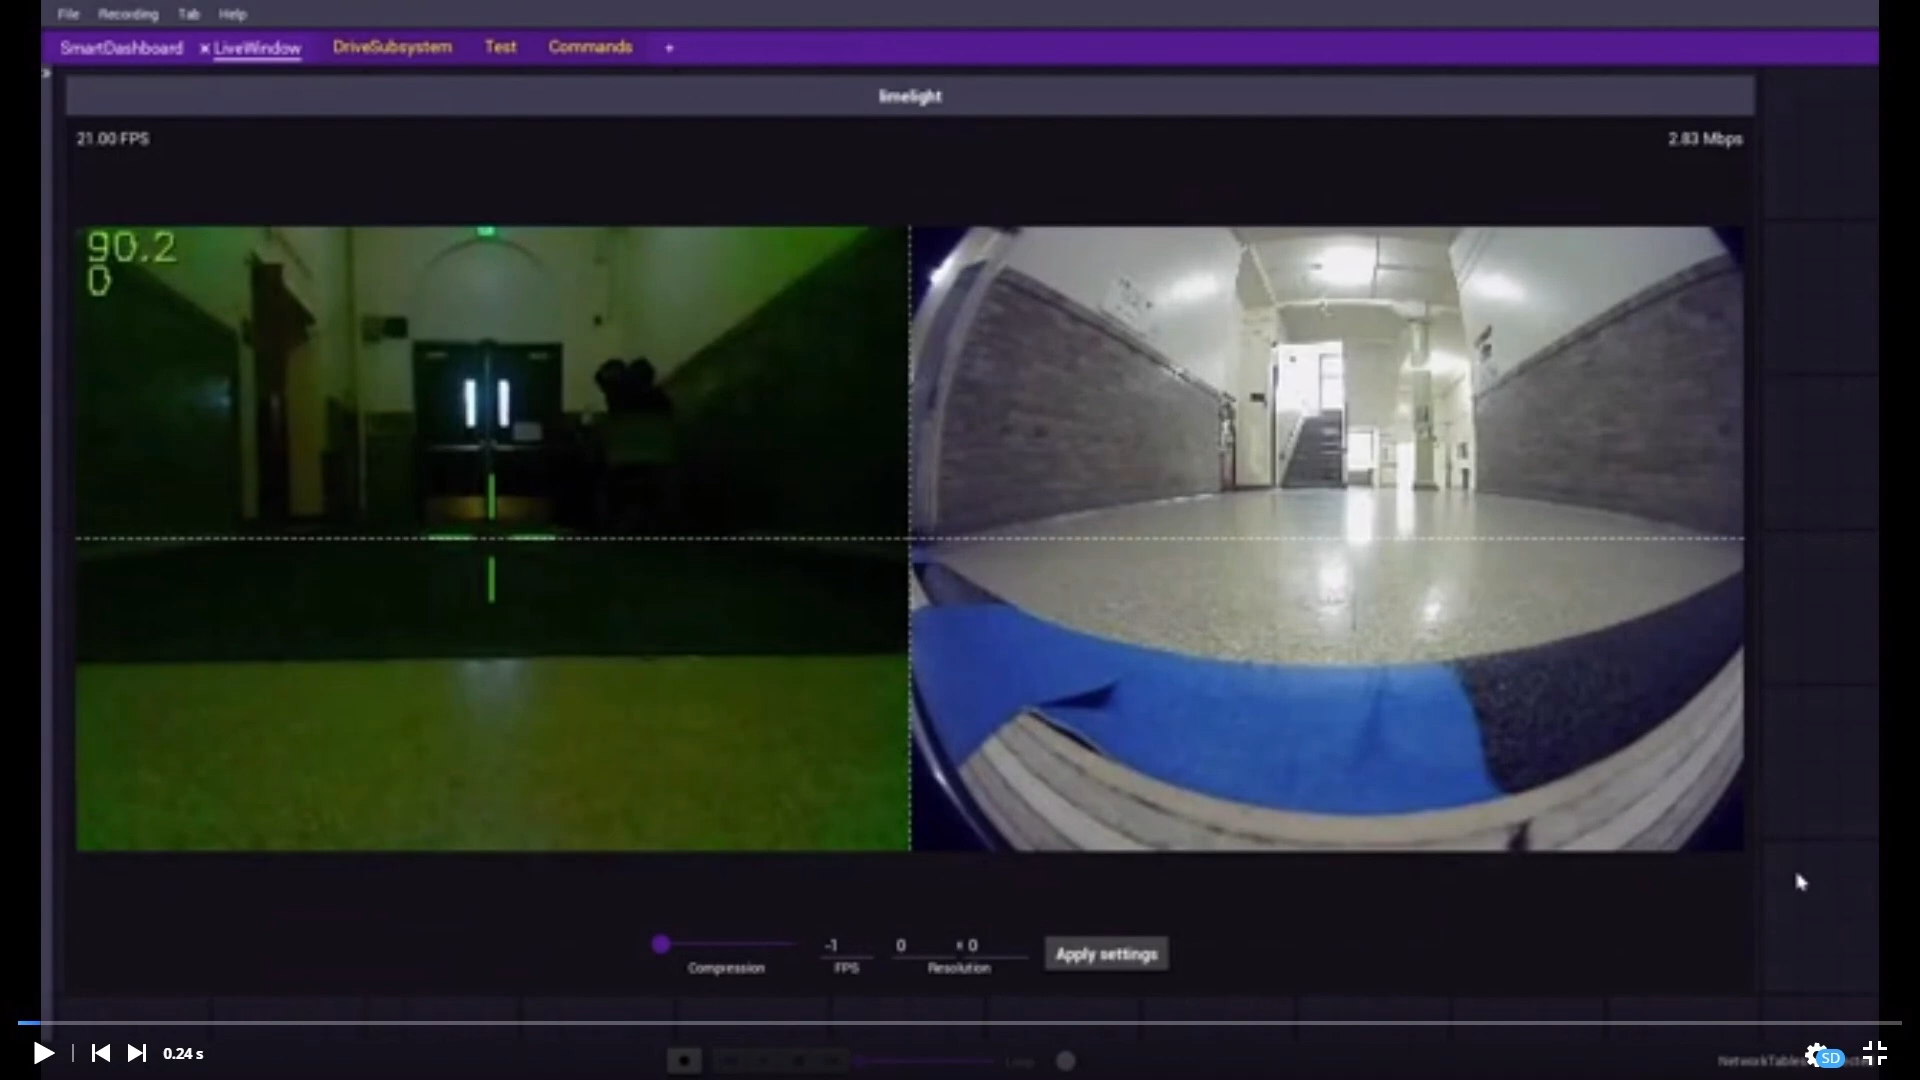 File Recording Tab Help
SmartDashboard × LiveWindow DriveSubsystem Test Commands +
limelight
21.00 FPS 2.83 Mbps
90.2
0
-1 0 × 0 Apply settings
Compression FPS Resolution
0.24 s
SD
NetworkTables